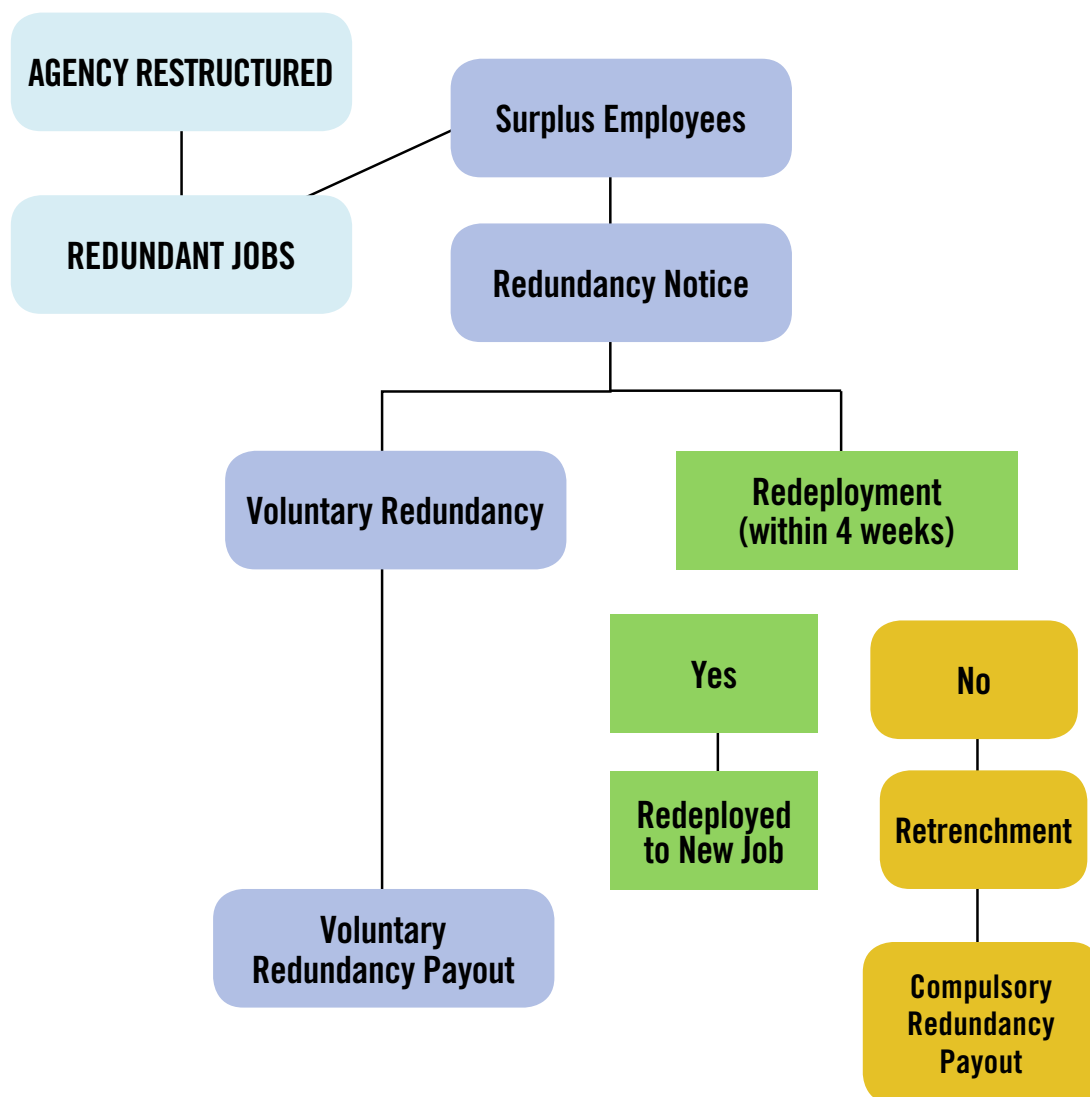 AGENCY RESTRUCTURED
REDUNDANT JOBS
Surplus Employees
Redundancy Notice
Voluntary Redundancy
Redeployment
(within 4 weeks)
Yes
No
Redeployed
to New Job
Retrenchment
Voluntary
Redundancy Payout
Compulsory
Redundancy
Payout